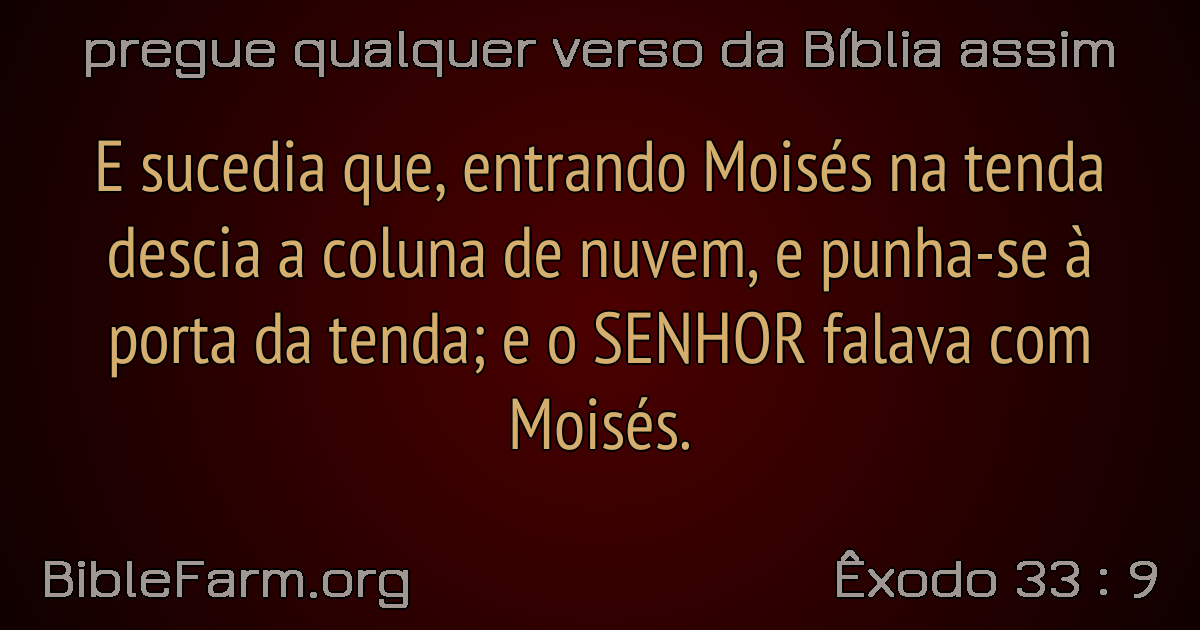 pregue qualquer verso da Bíblia assim
E sucedia que, entrando Moisés na tenda
descia a coluna de nuvem, e punha-se à
porta da tenda; e o SENHOR falava com
Moisés.
BibleFarm.org
Êxodo 33 : 9